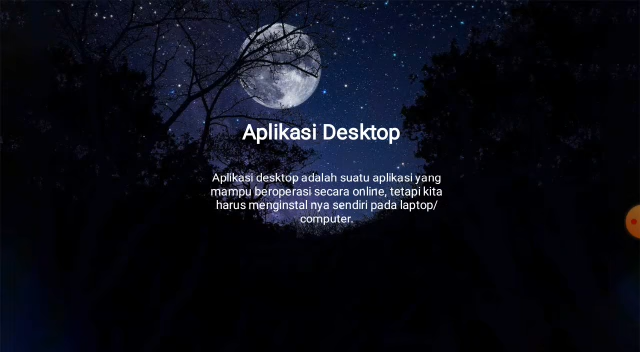 Aplikasi Desktop
Aplikasi desktop adalah suatu aplikasi yang
mampu beroperasi secara online, tetapi kita
harus menginstal nya sendiri pada laptop/
computer.